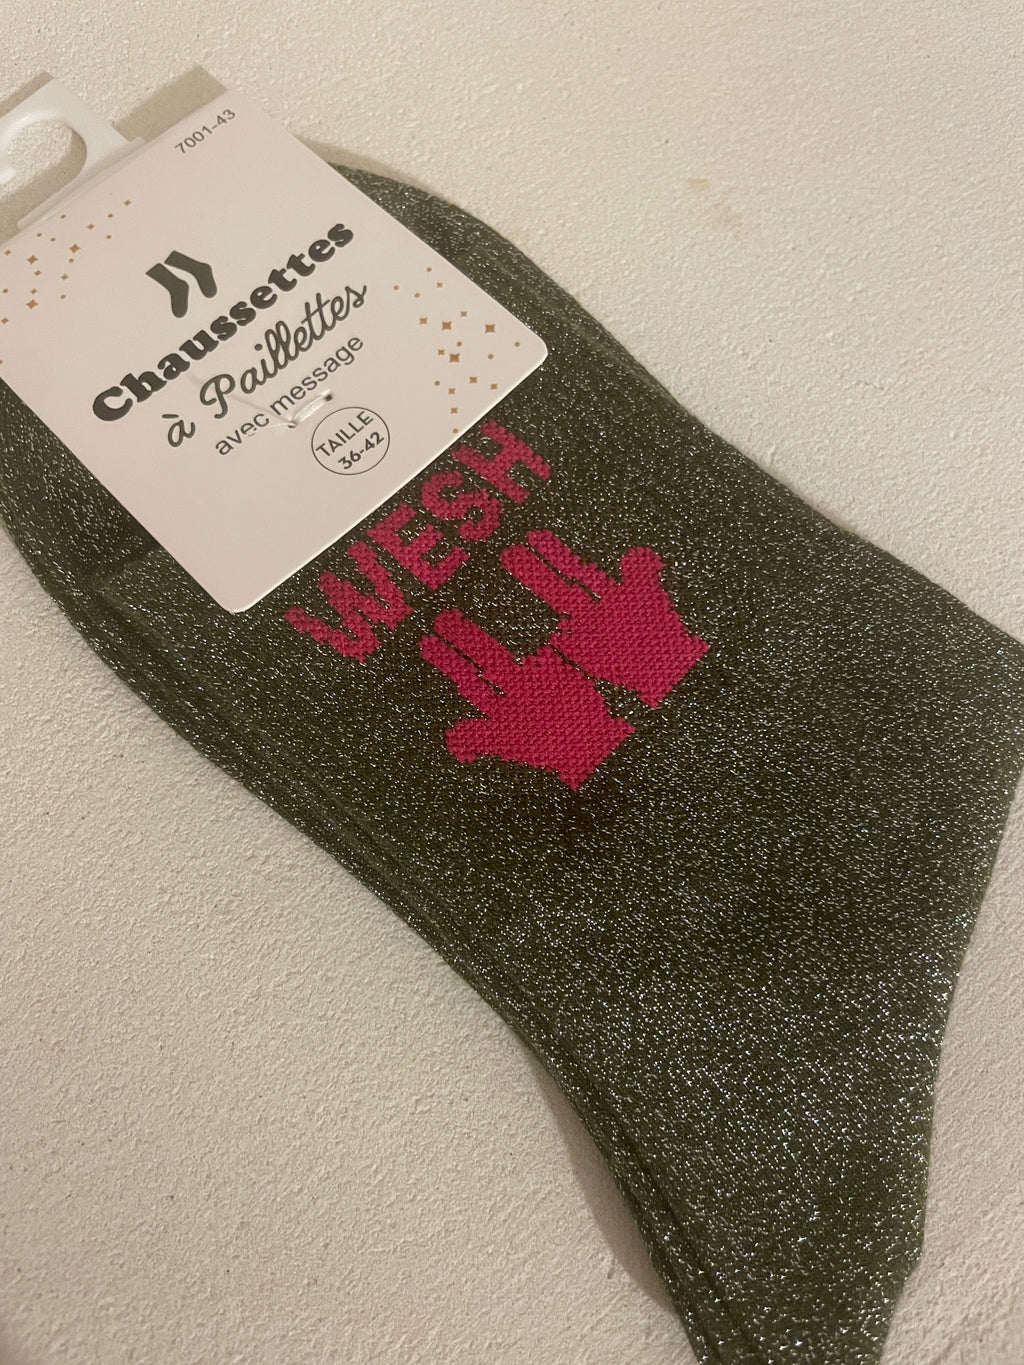 7001-43
Chaussettes
à Paillettes
avec message
TAILLE
36-42
WESH